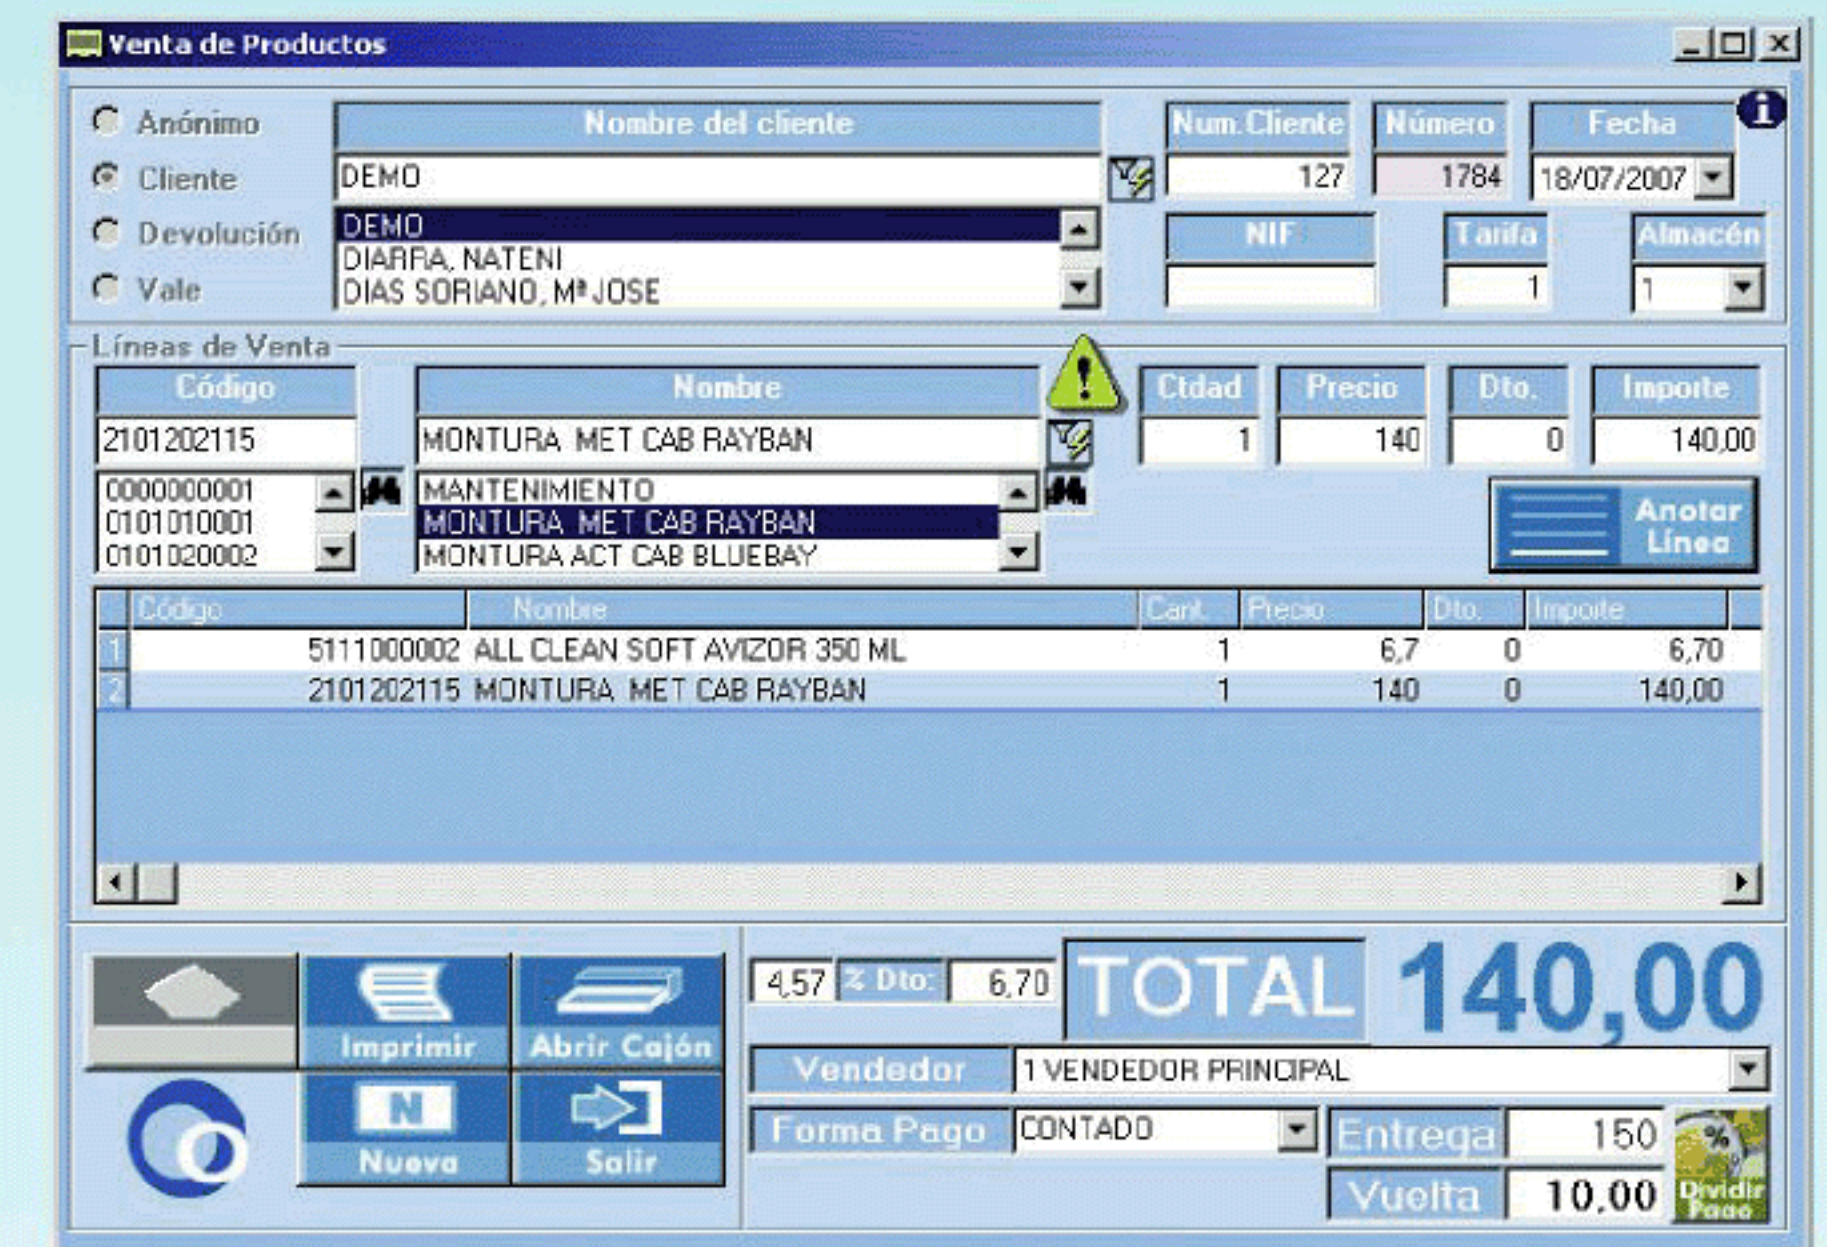 Venta de Productos
Anónimo
Nombre del cliente
Num.Cliente
Número
Fecha
Cliente
DEMO
127
1784
18/07/2007
Devolución
DEMO
NIF
Tarifa
Almacén
DIARRA, NATENI
Vale
DIAS SORIANO, Mª JOSE
1
1
Líneas de Venta
Código
Nombre
Ctdad
Precio
Dto.
Importe
2101202115
MONTURA MET CAB RAYBAN
1
140
0
140,00
0000000001
MANTENIMIENTO
0101010001
MONTURA MET CAB RAYBAN
0101020002
MONTURA ACT CAB BLUEBAY
Anotar
Línea
Código Nombre Cant. Precio Dto. Importe
1 5111000002 ALL CLEAN SOFT AVIZOR 350 ML 1 6,7 0 6,70
2 2101202115 MONTURA MET CAB RAYBAN 1 140 0 140,00
4,57 % Dto: 6,70 TOTAL 140,00
Imprimir
Abrir Cajón
Vendedor 1 VENDEDOR PRINCIPAL
N
Nueva
Salir
Forma Pago CONTADO Entrega 150
%
Vuelta 10,00
Dividir
Pago